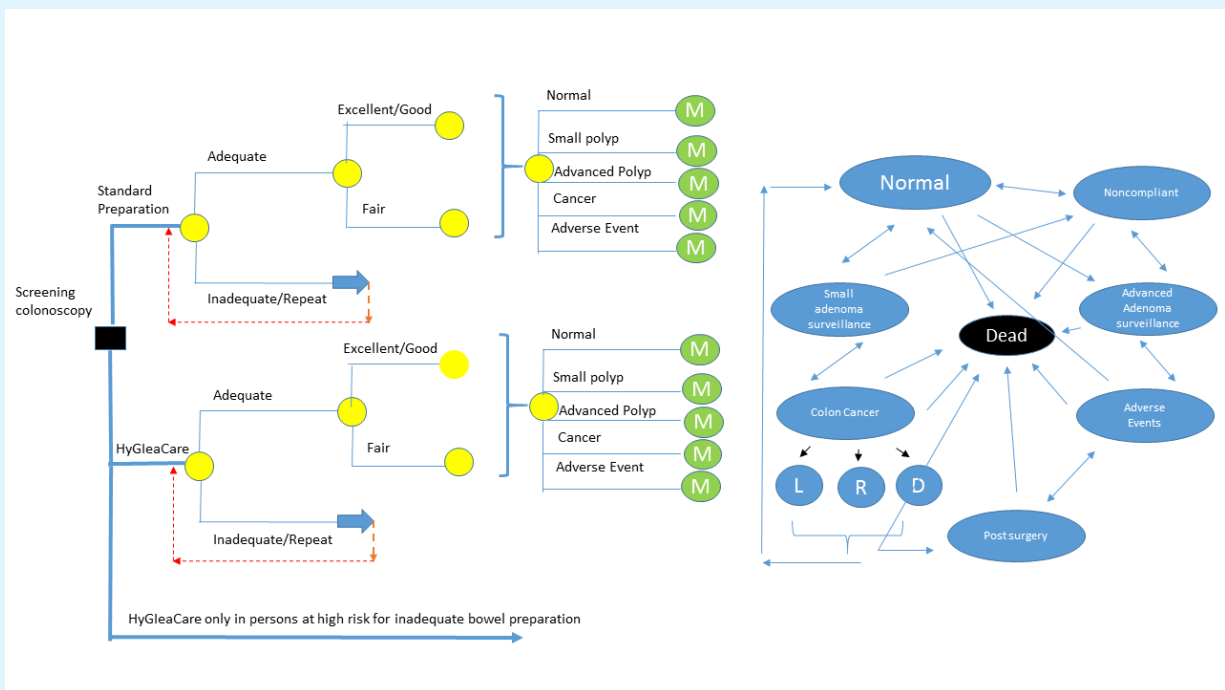 Normal
M
Excellent/Good
Small polyp
M
Adequate
Advanced Polyp
M
Standard
Preparation
Cancer
M
Fair
Adverse Event
M
Inadequate/Repeat
Screening
colonoscopy
Normal
M
Excellent/Good
Small polyp
M
Adequate
Advanced Polyp
M
Cancer
M
HyGIeaCare
Fair
Adverse Event
M
Inadequate/Repeat
HyGIeaCare only in persons at high risk for inadequate bowel preparation
Normal
Noncompliant
Small
adenoma
surveillance
Advanced
Adenoma
surveillance
Dead
Colon Cancer
Adverse
Events
L
R
D
Post surgery